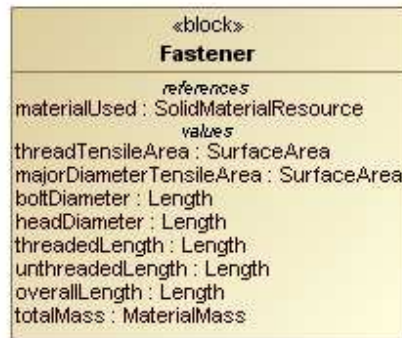 «block»
Fastener
references
materialUsed : SolidMaterialResource
values
threadTensileArea : SurfaceArea
majorDiameterTensileArea : SurfaceArea
boltDiameter : Length
headDiameter : Length
threadedLength : Length
unthreadedLength : Length
overallLength : Length
totalMass : MaterialMass